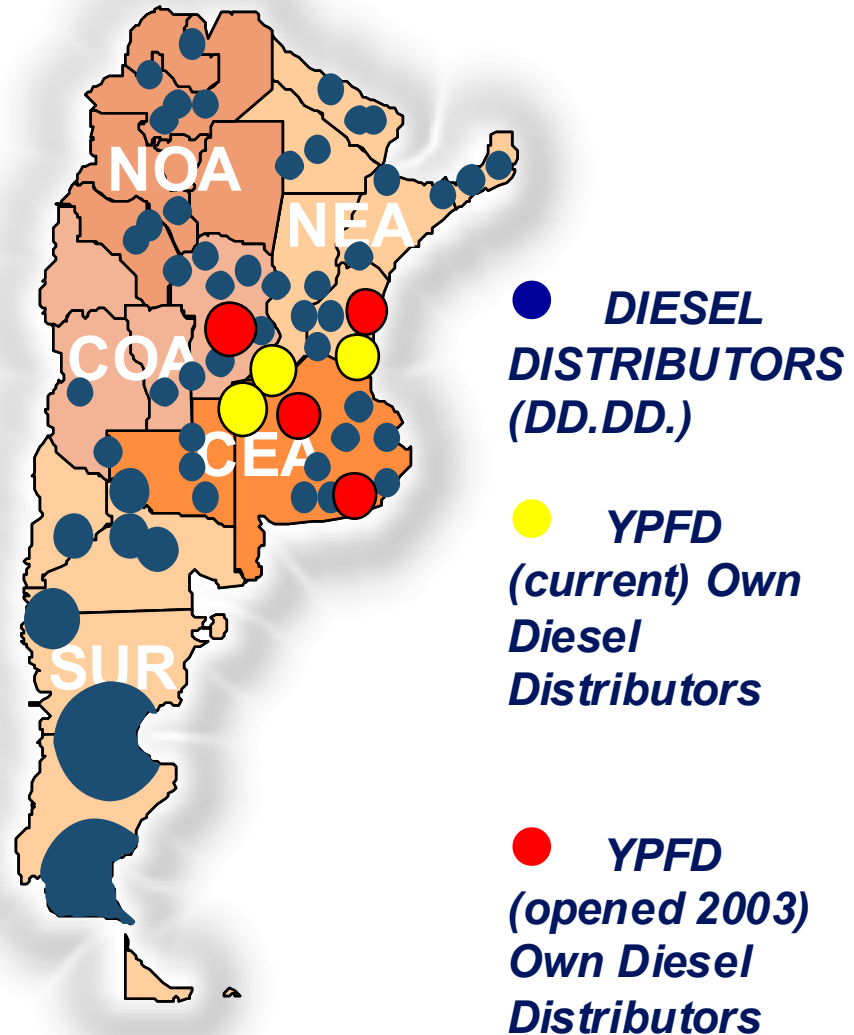 NOA
NEA
COA
CEA
SUR
DIESEL
DISTRIBUTORS
(DD.DD.)
YPFD
(current) Own
Diesel
Distributors
YPFD
(opened 2003)
Own Diesel
Distributors